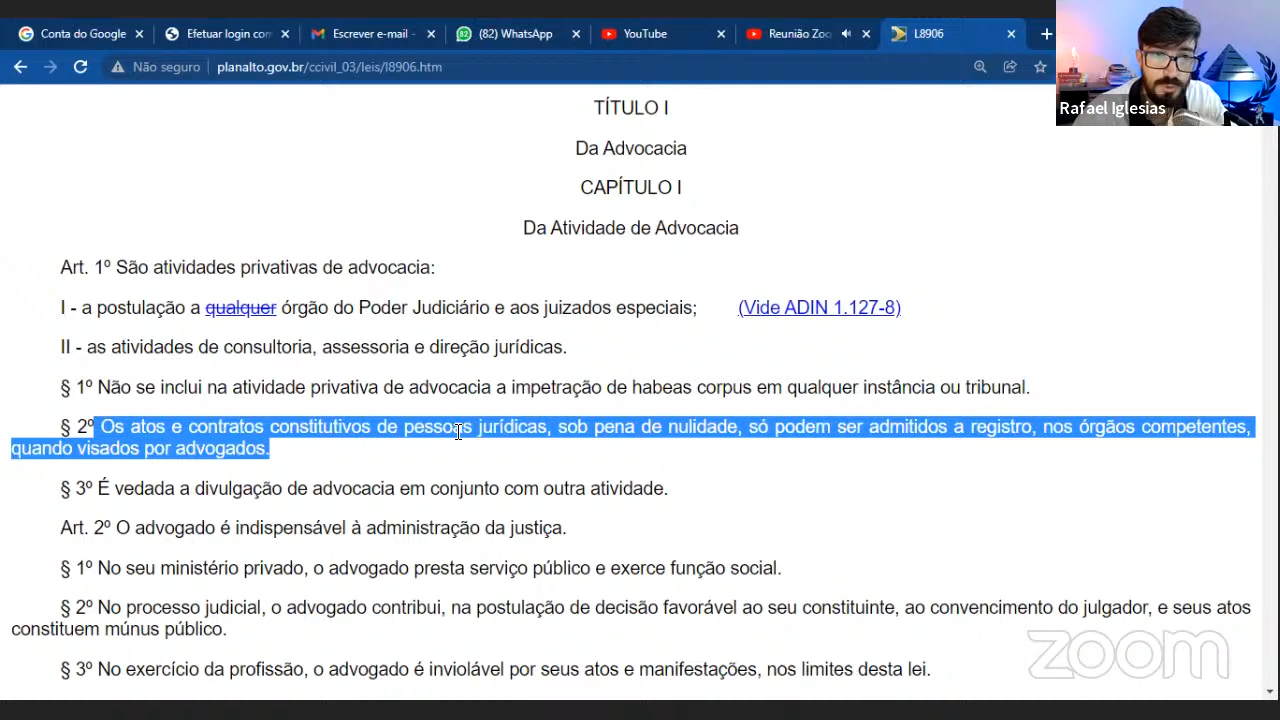 Conta do Google
Efetuar login con
Escrever e-mail -
(82) WhatsApp
YouTube
Reunião Zoo
L8906
Não seguro
planalto.gov.br/ccivil_03/leis/l8906.htm
Rafael Iglesias
TÍTULO I
Da Advocacia
CAPÍTULO I
Da Atividade de Advocacia
Art. 1º São atividades privativas de advocacia:
I - a postulação a qualquer órgão do Poder Judiciário e aos juizados especiais; (Vide ADIN 1.127-8)
II - as atividades de consultoria, assessoria e direção jurídicas.
§ 1º Não se inclui na atividade privativa de advocacia a impetração de habeas corpus em qualquer instância ou tribunal.
§ 2º Os atos e contratos constitutivos de pessoas jurídicas, sob pena de nulidade, só podem ser admitidos a registro, nos órgãos competentes,
quando visados por advogados.
§ 3º É vedada a divulgação de advocacia em conjunto com outra atividade.
Art. 2º O advogado é indispensável à administração da justiça.
§ 1º No seu ministério privado, o advogado presta serviço público e exerce função social.
§ 2º No processo judicial, o advogado contribui, na postulação de decisão favorável ao seu constituinte, ao convencimento do julgador, e seus atos
constituem múnus público.
§ 3º No exercício da profissão, o advogado é inviolável por seus atos e manifestações, nos limites desta lei.
zoom